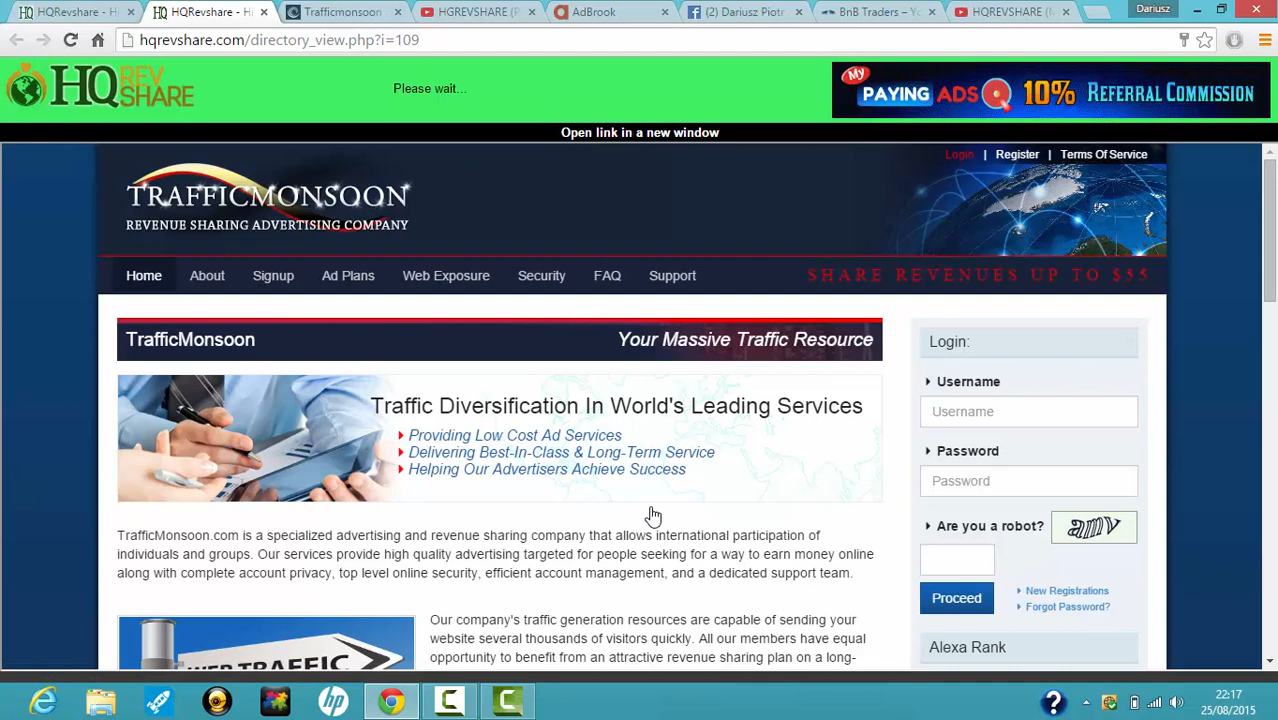 HQRevshare - Hi
HQRevshare - Hi
Trafficmonsoon
HGREVSHARE (P
AdBrook
(2) Dariusz Piotr
BnB Traders – Yo
HQREVSHARE (M
Dariusz
hqrevshare.com/directory_view.php?i=109
HQ REV SHARE
Please wait...
My PAYING ADS 10% REFERRAL COMMISSION
Open link in a new window
Login | Register | Terms Of Service
TRAFFICMONSOON
REVENUE SHARING ADVERTISING COMPANY
Home About Signup Ad Plans Web Exposure Security FAQ Support
SHARE REVENUES UP TO $55
TrafficMonsoon
Your Massive Traffic Resource
Traffic Diversification In World's Leading Services
Providing Low Cost Ad Services
Delivering Best-In-Class & Long-Term Service
Helping Our Advertisers Achieve Success
TrafficMonsoon.com is a specialized advertising and revenue sharing company that allows international participation of
individuals and groups. Our services provide high quality advertising targeted for people seeking for a way to earn money online
along with complete account privacy, top level online security, efficient account management, and a dedicated support team.
WEB TRAFFIC
Our company's traffic generation resources are capable of sending your
website several thousands of visitors quickly. All our members have equal
opportunity to benefit from an attractive revenue sharing plan on a long-
Login:
Username
Username
Password
Password
Are you a robot?
amv
Proceed
New Registrations
Forgot Password?
Alexa Rank
22:17
25/08/2015